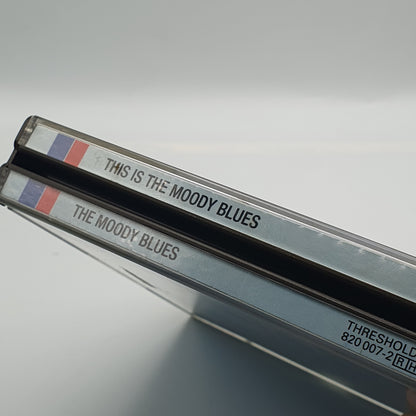 THIS IS THE MOODY BLUES
THE MOODY BLUES
THRESHOLD
820 007-2 R H